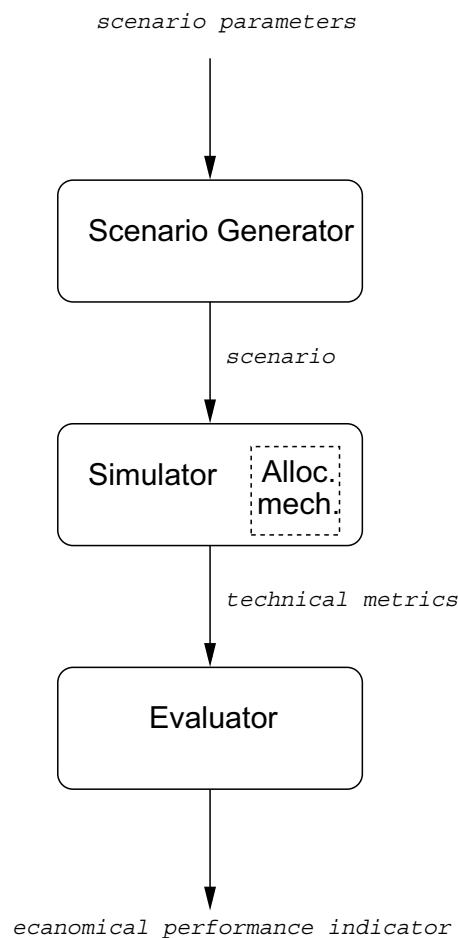 scenario parameters
Scenario Generator
scenario
Simulator
Alloc.
mech.
technical metrics
Evaluator
ecanomical performance indicator